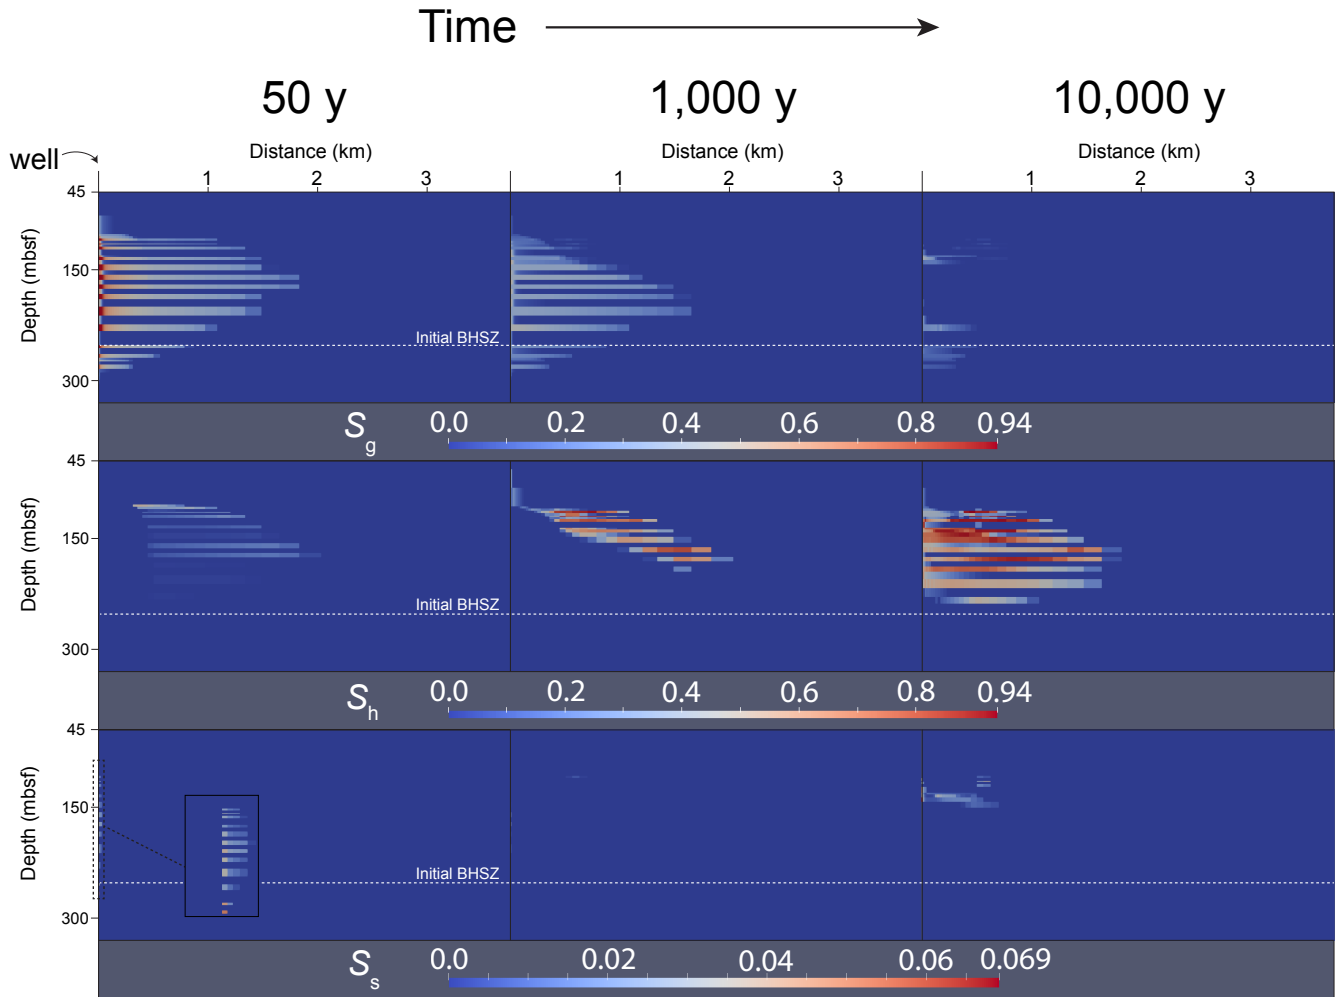 Time
50 y
1,000 y
10,000 y
well
Distance (km)
Distance (km)
Distance (km)
1 2 3
1 2 3
1 2 3
Depth (mbsf)
45
150
300
Initial BHSZ
Sg
0.0 0.2 0.4 0.6 0.8 0.94
Depth (mbsf)
45
150
300
Initial BHSZ
Sh
0.0 0.2 0.4 0.6 0.8 0.94
Depth (mbsf)
45
150
300
Initial BHSZ
Ss
0.0 0.02 0.04 0.06 0.069